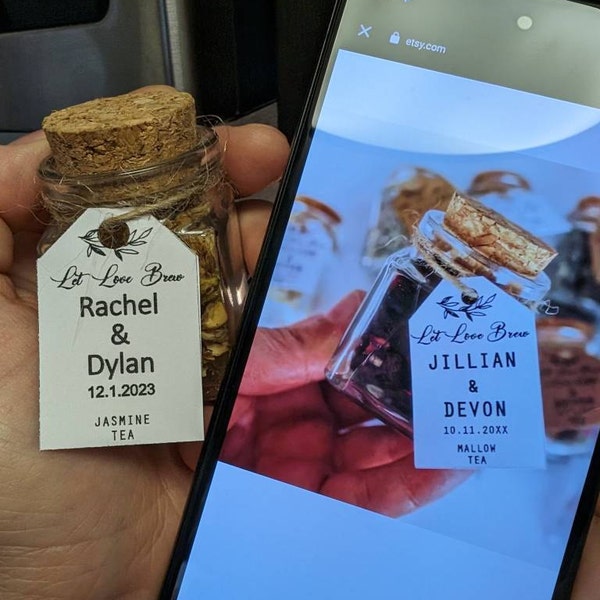 etsy.com
Let Love Brew
Rachel
&
Dylan
12.1.2023
JASMINE
TEA
Let Love Brew
JILLIAN
&
DEVON
10.11.20XX
MALLOW
TEA